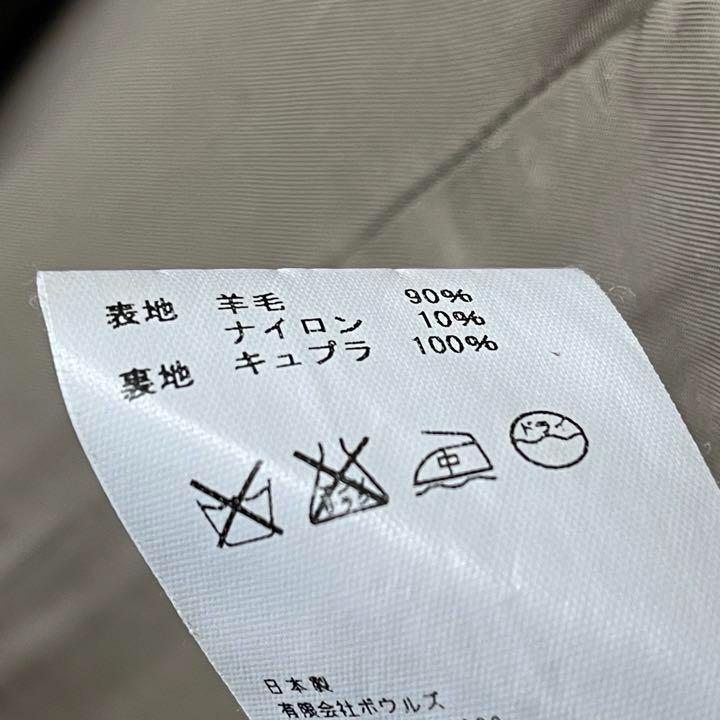 表地 羊毛 90%
ナイロン 10%
裏地 キュプラ 100%
中
ドライ
日本製
有限会社ボウルズ